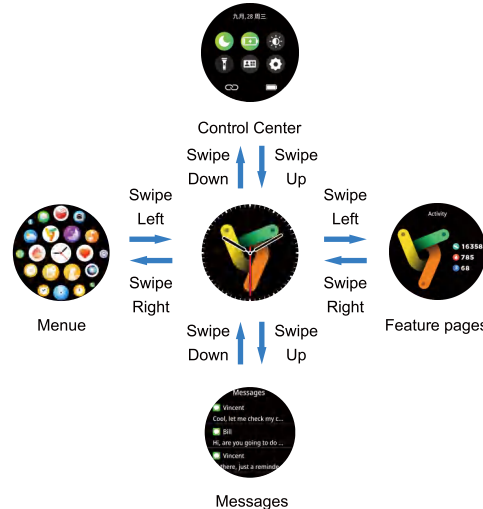 九月,28 周三
Control Center
Swipe Down
Swipe Up
Swipe Left
Swipe Left
Activity
16358
785
68
Swipe Right
Swipe Right
Menue
Feature pages
Swipe Down
Swipe Up
Messages
Vincent
Cool, let me check my c...
Bill
Hi, are you going to do ...
Vincent
there, just a reminde
Messages